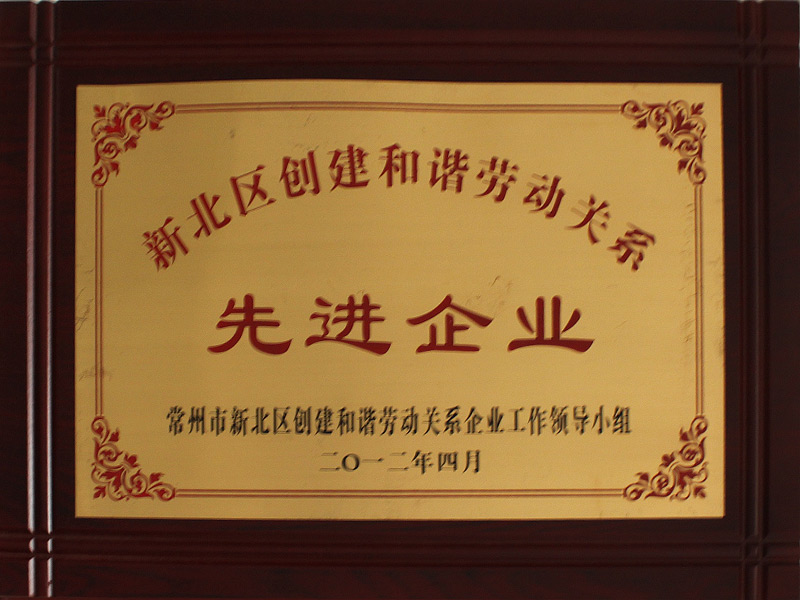 新北区创建和谐劳动关系
先进企业
常州市新北区创建和谐劳动关系企业工作领导小组
二〇一二年四月